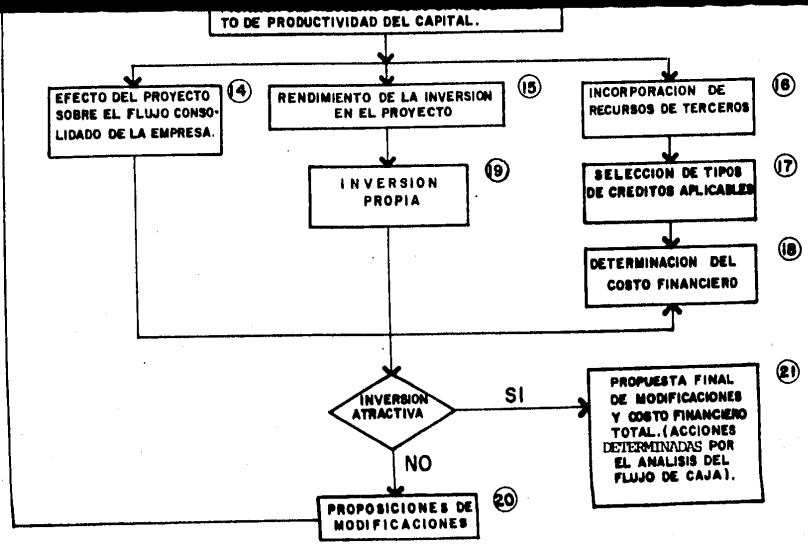 TO DE PRODUCTIVIDAD DEL CAPITAL.
EFECTO DEL PROYECTO
SOBRE EL FLUJO CONSO-
LIDADO DE LA EMPRESA.
14
RENDIMIENTO DE LA INVERSION
EN EL PROYECTO
15
INCORPORACION DE
RECURSOS DE TERCEROS
16
INVERSION
PROPIA
19
SELECCION DE TIPOS
DE CREDITOS APLICABLES
17
DETERMINACION DEL
COSTO FINANCIERO
18
INVERSION
ATRACTIVA
SI
NO
PROPUESTA FINAL
DE MODIFICACIONES
Y COSTO FINANCIERO
TOTAL.(ACCIONES
DETERMINADAS POR
EL ANALISIS DEL
FLUJO DE CAJA).
21
PROPOSICIONES DE
MODIFICACIONES
20